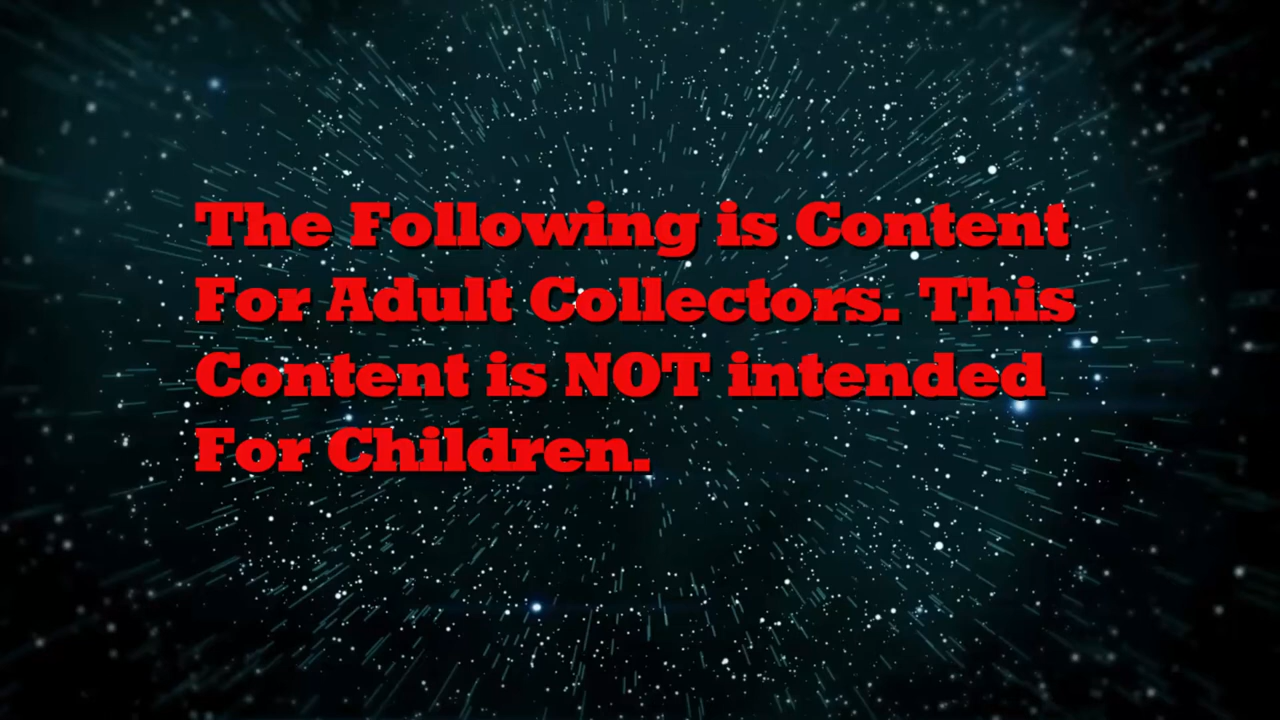 The Following is Content
For Adult Collectors. This
Content is NOT intended
For Children.